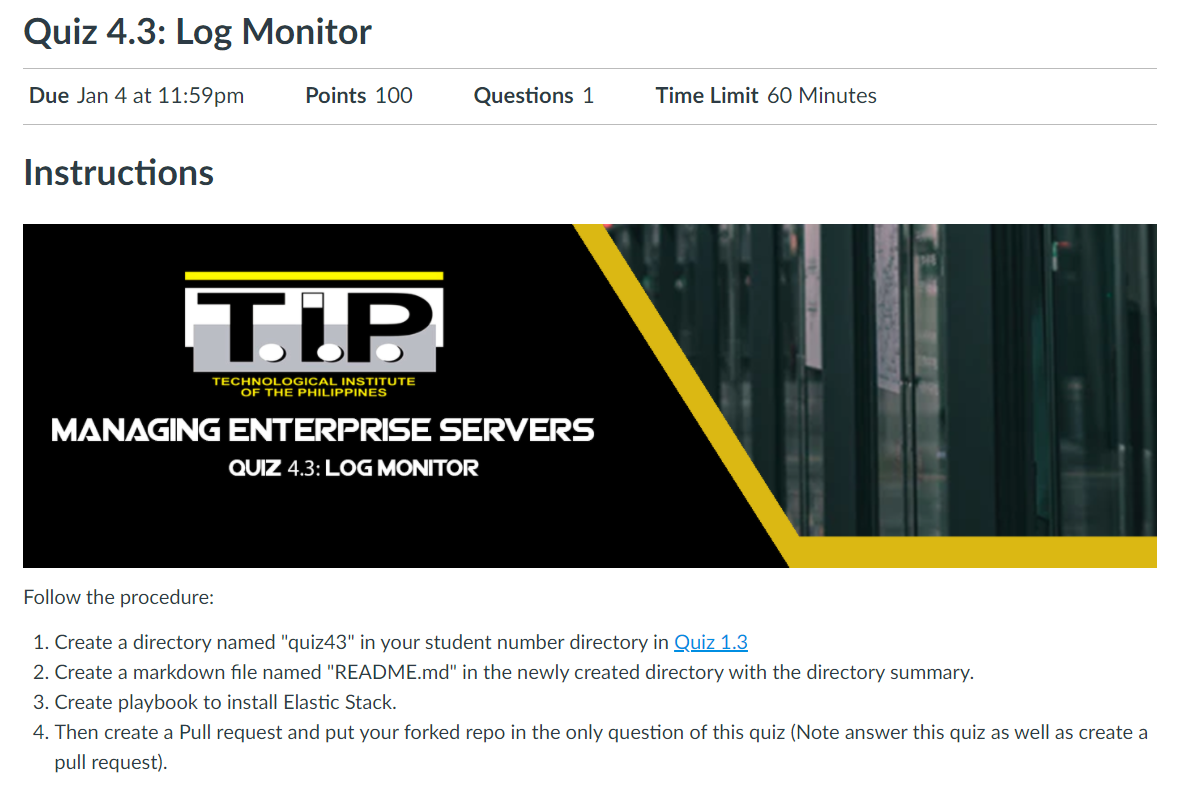 Quiz 4.3: Log Monitor
Due Jan 4 at 11:59pm Points 100 Questions 1 Time Limit 60 Minutes
Instructions
T.I.P.
TECHNOLOGICAL INSTITUTE
OF THE PHILIPPINES
MANAGING ENTERPRISE SERVERS
QUIZ 4.3: LOG MONITOR
Follow the procedure:
1. Create a directory named "quiz43" in your student number directory in Quiz 1.3
2. Create a markdown file named "README.md" in the newly created directory with the directory summary.
3. Create playbook to install Elastic Stack.
4. Then create a Pull request and put your forked repo in the only question of this quiz (Note answer this quiz as well as create a
pull request).